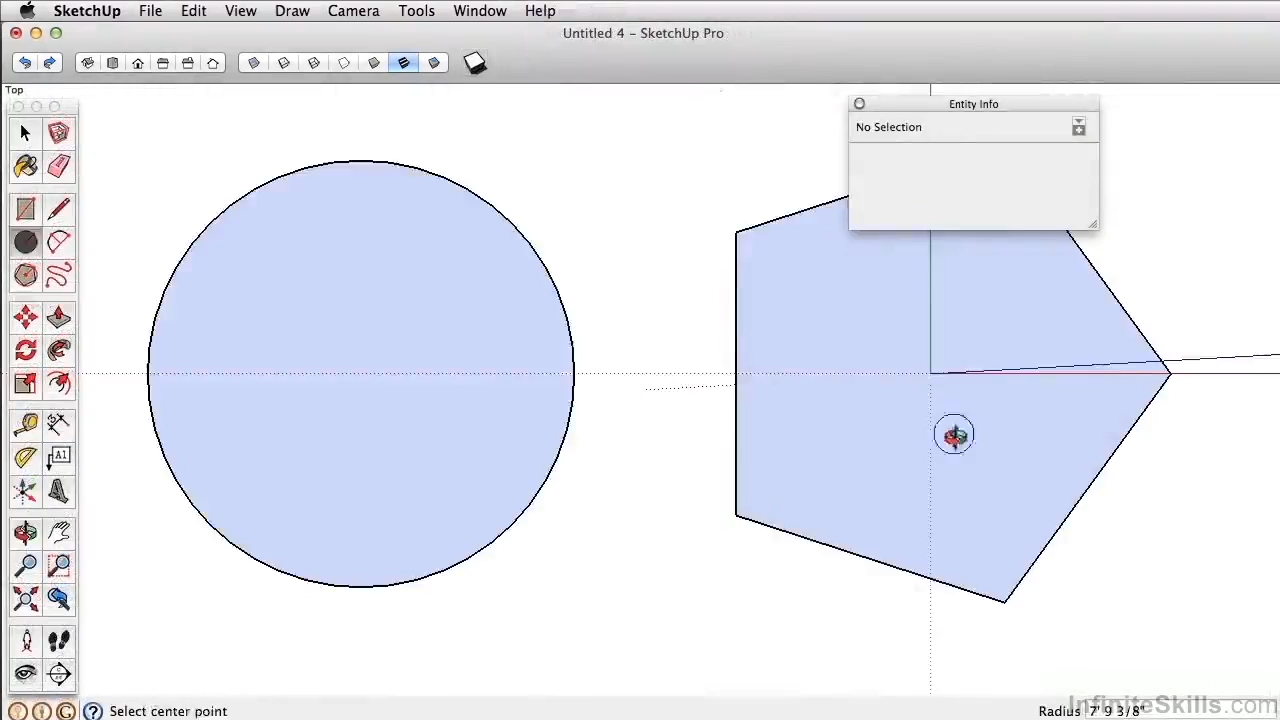 SketchUp File Edit View Draw Camera Tools Window Help
Untitled 4 - SketchUp Pro
Top
Entity Info
No Selection
A1
Select center point
Radius 7' 9 3/8"
InfiniteSkills.com